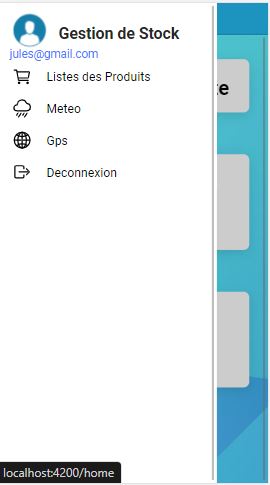 Gestion de Stock
jules@gmail.com
Listes des Produits
Meteo
Gps
Deconnexion
localhost:4200/home